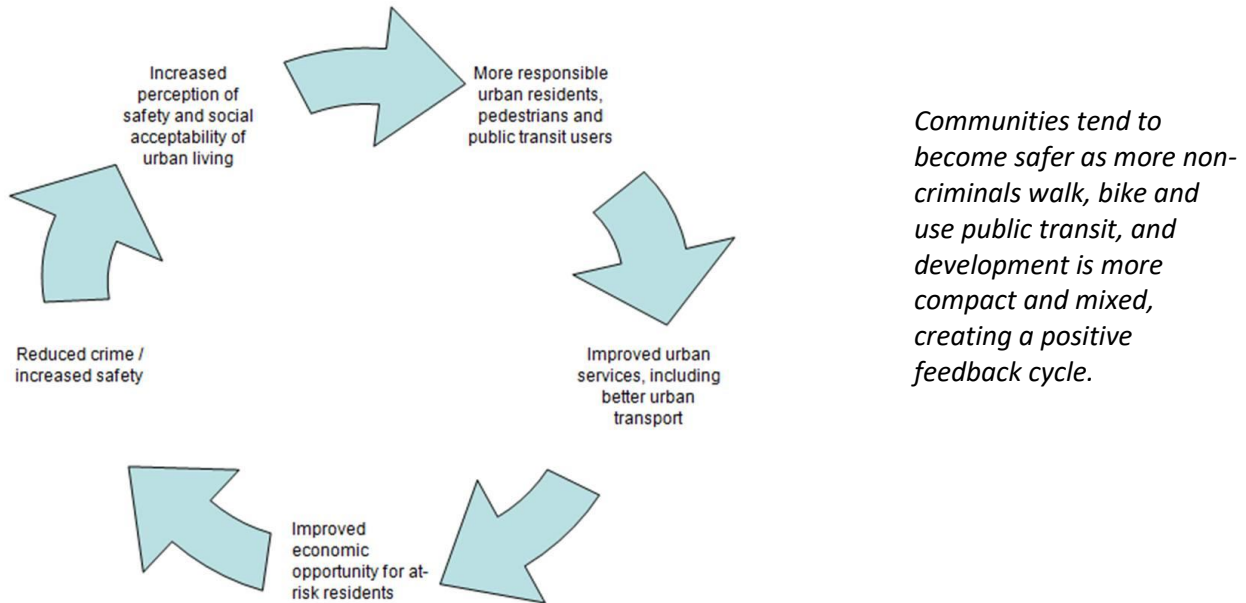 Increased
perception of
safety and social
acceptability of
urban living
More responsible
urban residents,
pedestrians and
public transit users
Improved urban
services, including
better urban
transport
Improved
economic
opportunity for at-
risk residents
Reduced crime /
increased safety
Communities tend to
become safer as more non-
criminals walk, bike and
use public transit, and
development is more
compact and mixed,
creating a positive
feedback cycle.